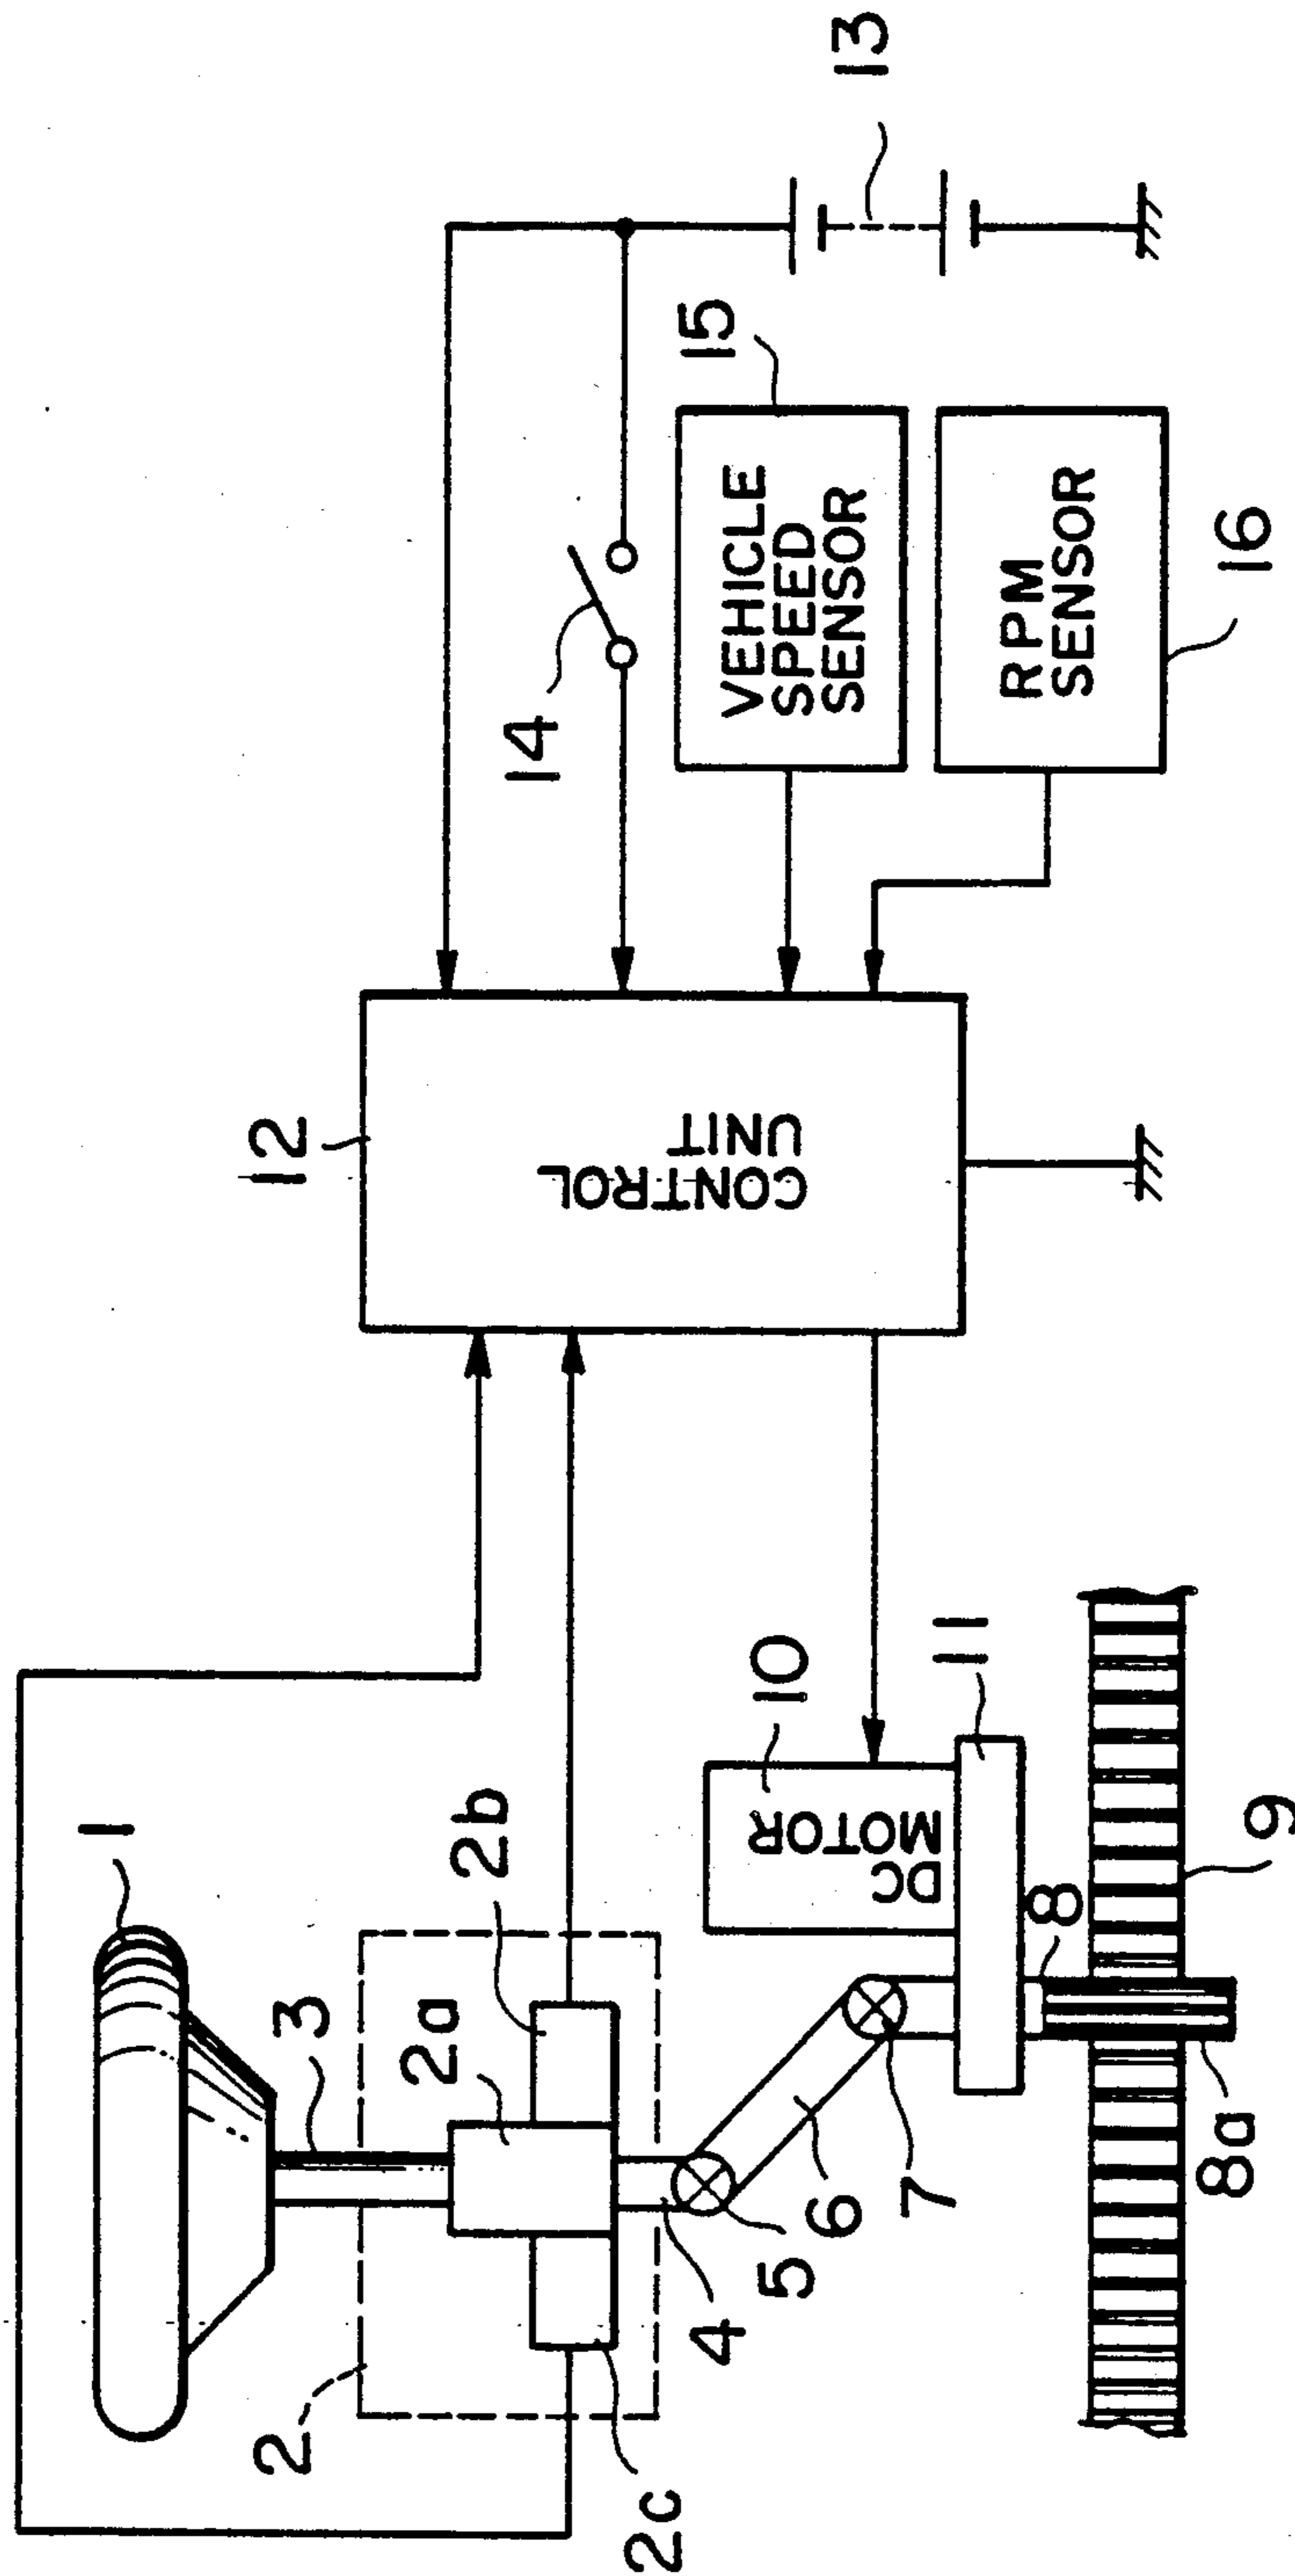 1
3
2
2a
2b
2c
4
5
6
7
8
8a
9
10
DC
MOTOR
11
12
CONTROL
UNIT
14
15
VEHICLE
SPEED
SENSOR
RPM
SENSOR
16
13